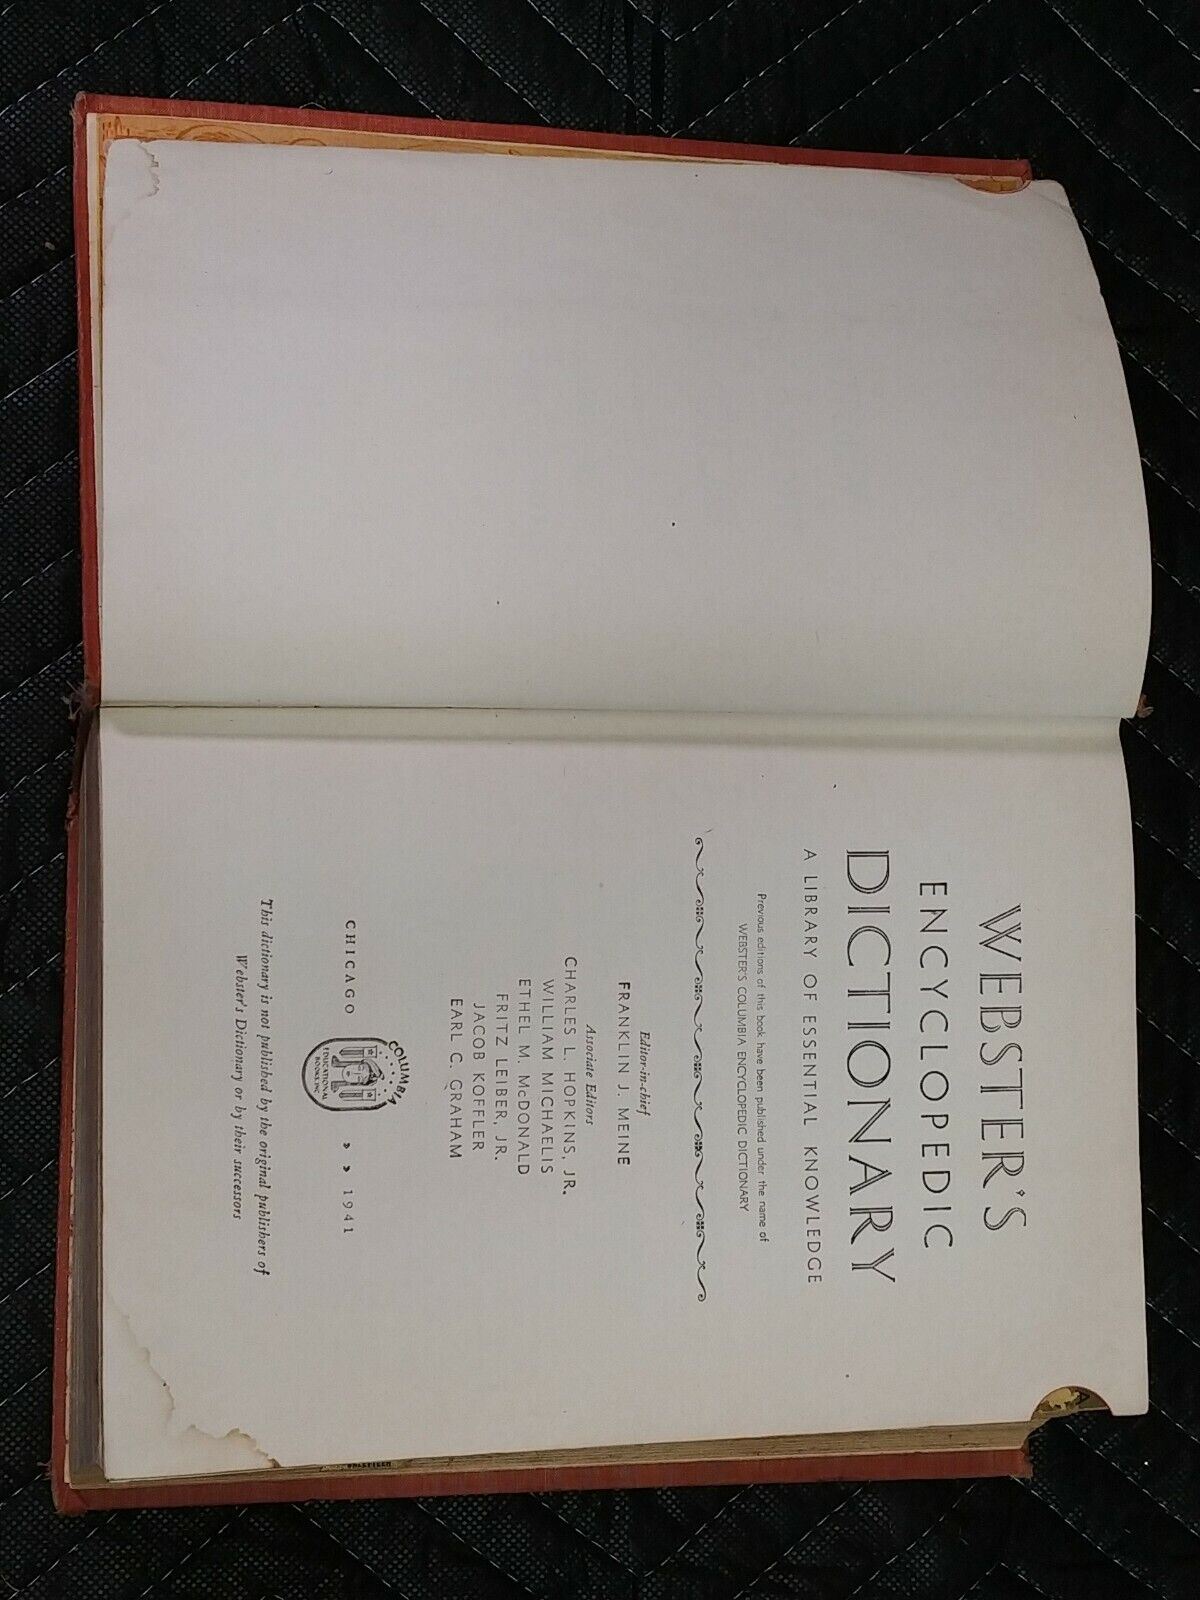 WEBSTER'S
ENCYCLOPEDIC
DICTIONARY
A LIBRARY OF ESSENTIAL KNOWLEDGE
Previous editions of this book have been published under the name of
WEBSTER'S COLUMBIA ENCYCLOPEDIC DICTIONARY
Editor-in-chief
FRANKLIN J. MEINE
Associate Editors
CHARLES L. HOPKINS, JR.
WILLIAM MICHAELIS
ETHEL M. McDONALD
FRITZ LEIBER, JR.
JACOB KOFFLER
EARL C. GRAHAM
CHICAGO
COLUMBIA
EDUCATIONAL
BOOKS, INC.
1941
This dictionary is not published by the original publishers of
Webster's Dictionary or by their successors
A